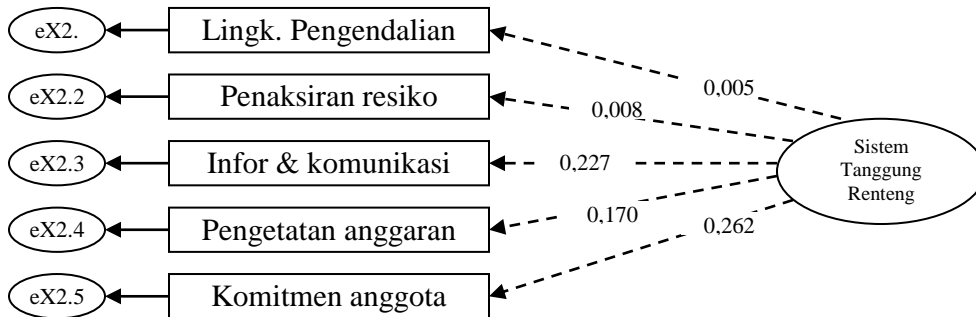 eX2.
Lingk. Pengendalian
0,005
eX2.2
Penaksiran resiko
0,008
eX2.3
Infor & komunikasi
0,227
Sistem
Tanggung
Renteng
eX2.4
Pengetatan anggaran
0,170
0,262
eX2.5
Komitmen anggota